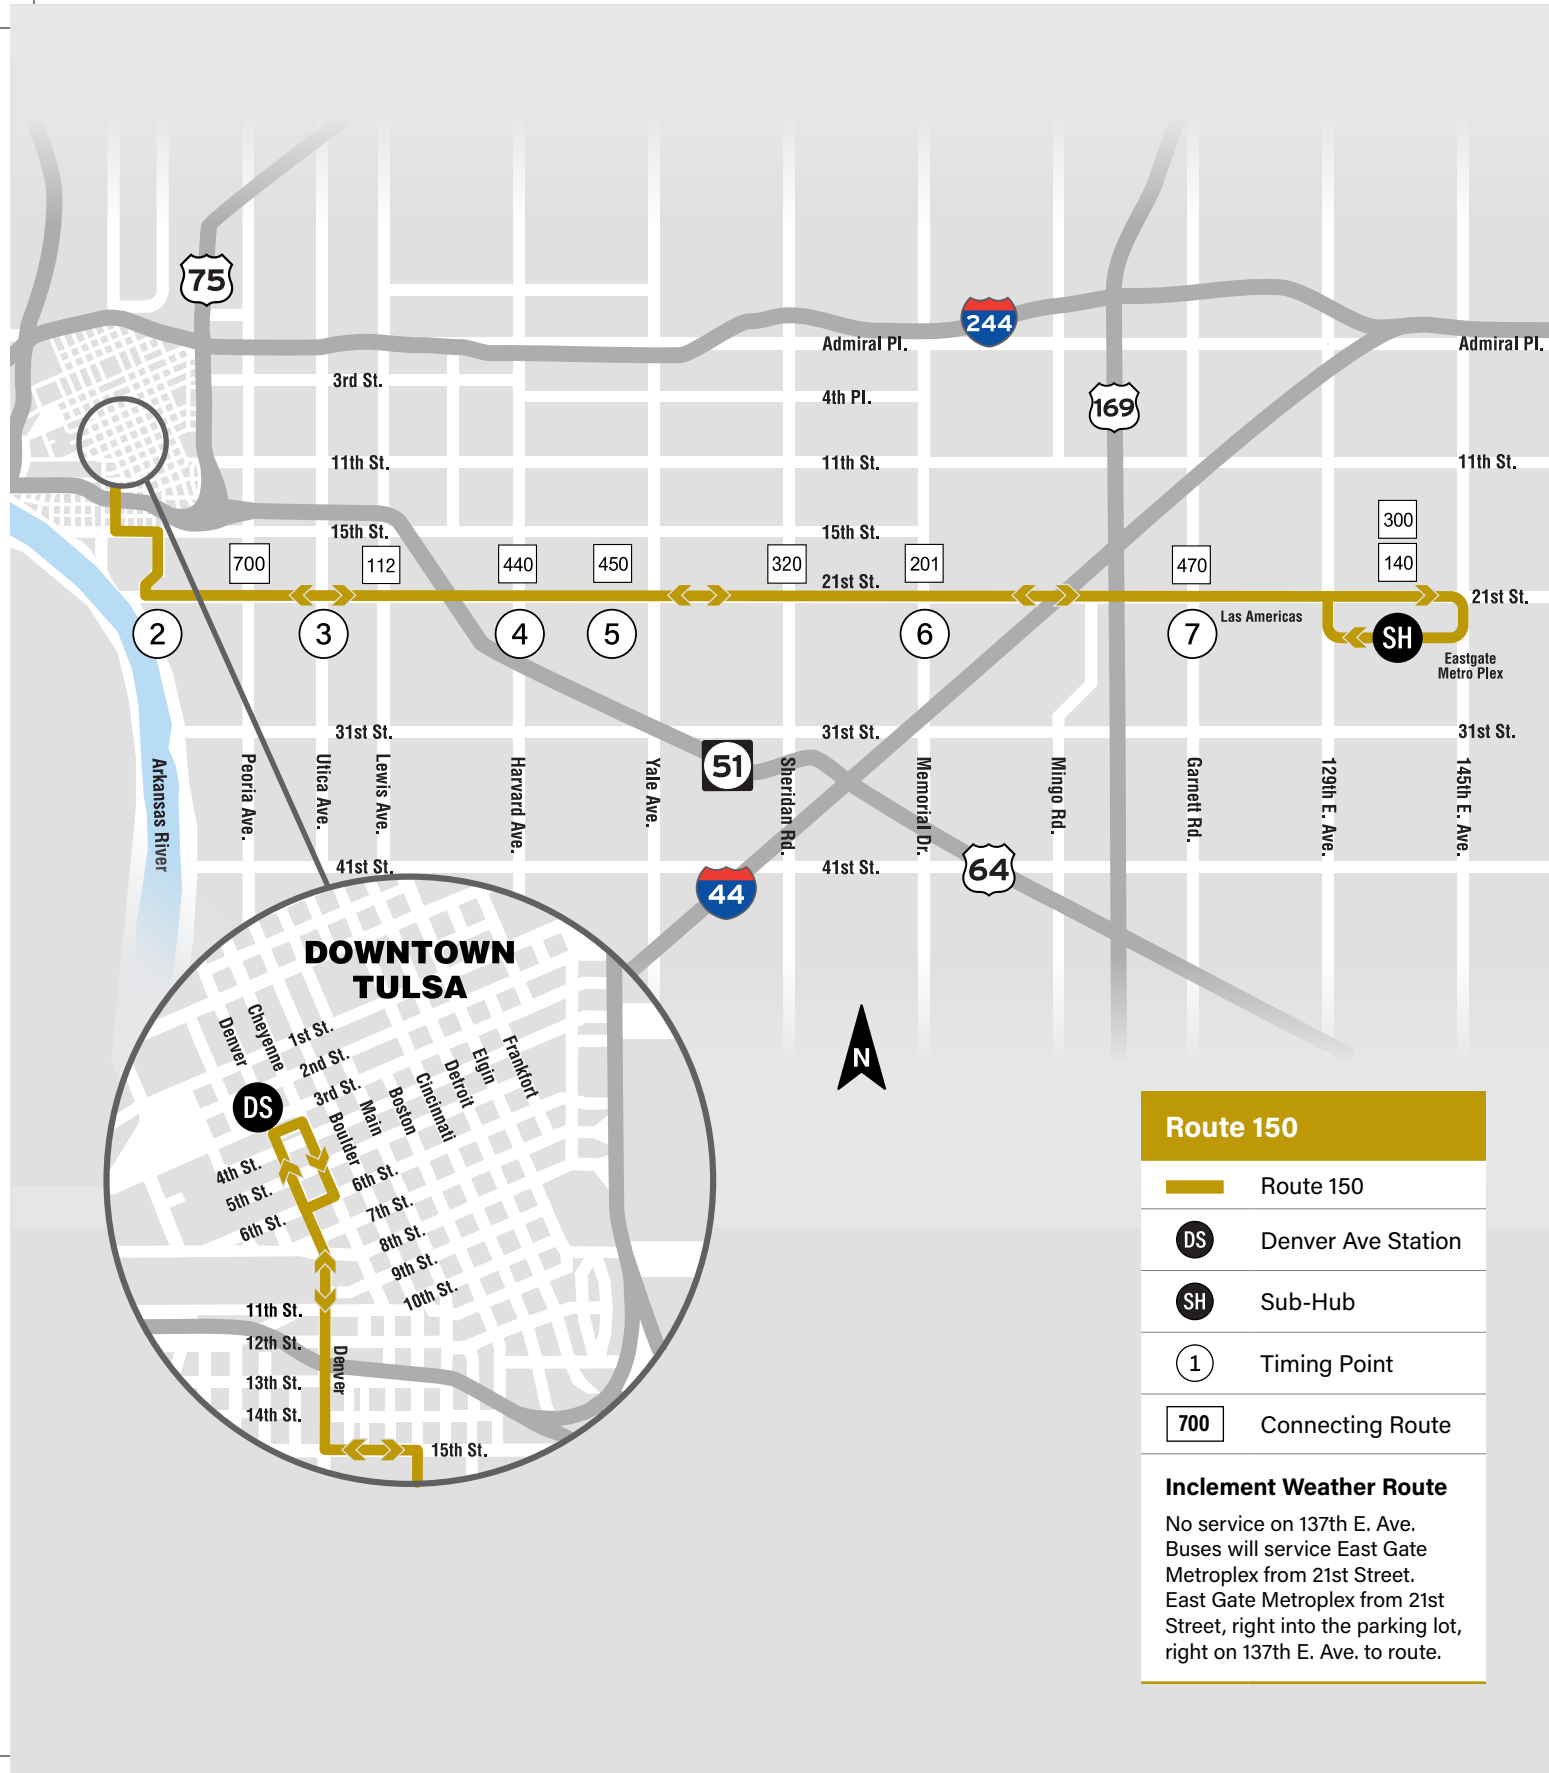 75
244
Admiral Pl.
Admiral Pl.
3rd St.
4th Pl.
169
11th St.
11th St.
11th St.
15th St.
15th St.
300
700
112
440
450
320
201
470
140
21st St.
21st St.
Las Americas
2
3
4
5
6
7
SH
Eastgate
Metro Plex
31st St.
31st St.
31st St.
51
Arkansas River
Peoria Ave.
Utica Ave.
Lewis Ave.
Harvard Ave.
Yale Ave.
Sheridan Rd.
Memorial Dr.
Mingo Rd.
Garnett Rd.
129th E. Ave.
145th E. Ave.
41st St.
41st St.
64
44
DOWNTOWN
TULSA
Denver
Cheyenne
1st St.
2nd St.
3rd St.
Boulder
Main
Boston
Cincinnati
Detroit
Elgin
Frankfort
DS
4th St.
5th St.
6th St.
6th St.
7th St.
8th St.
9th St.
10th St.
11th St.
12th St.
13th St.
14th St.
Denver
15th St.
N
Route 150
Route 150
DS Denver Ave Station
SH Sub-Hub
1 Timing Point
700 Connecting Route
Inclement Weather Route
No service on 137th E. Ave.
Buses will service East Gate
Metroplex from 21st Street.
East Gate Metroplex from 21st
Street, right into the parking lot,
right on 137th E. Ave. to route.